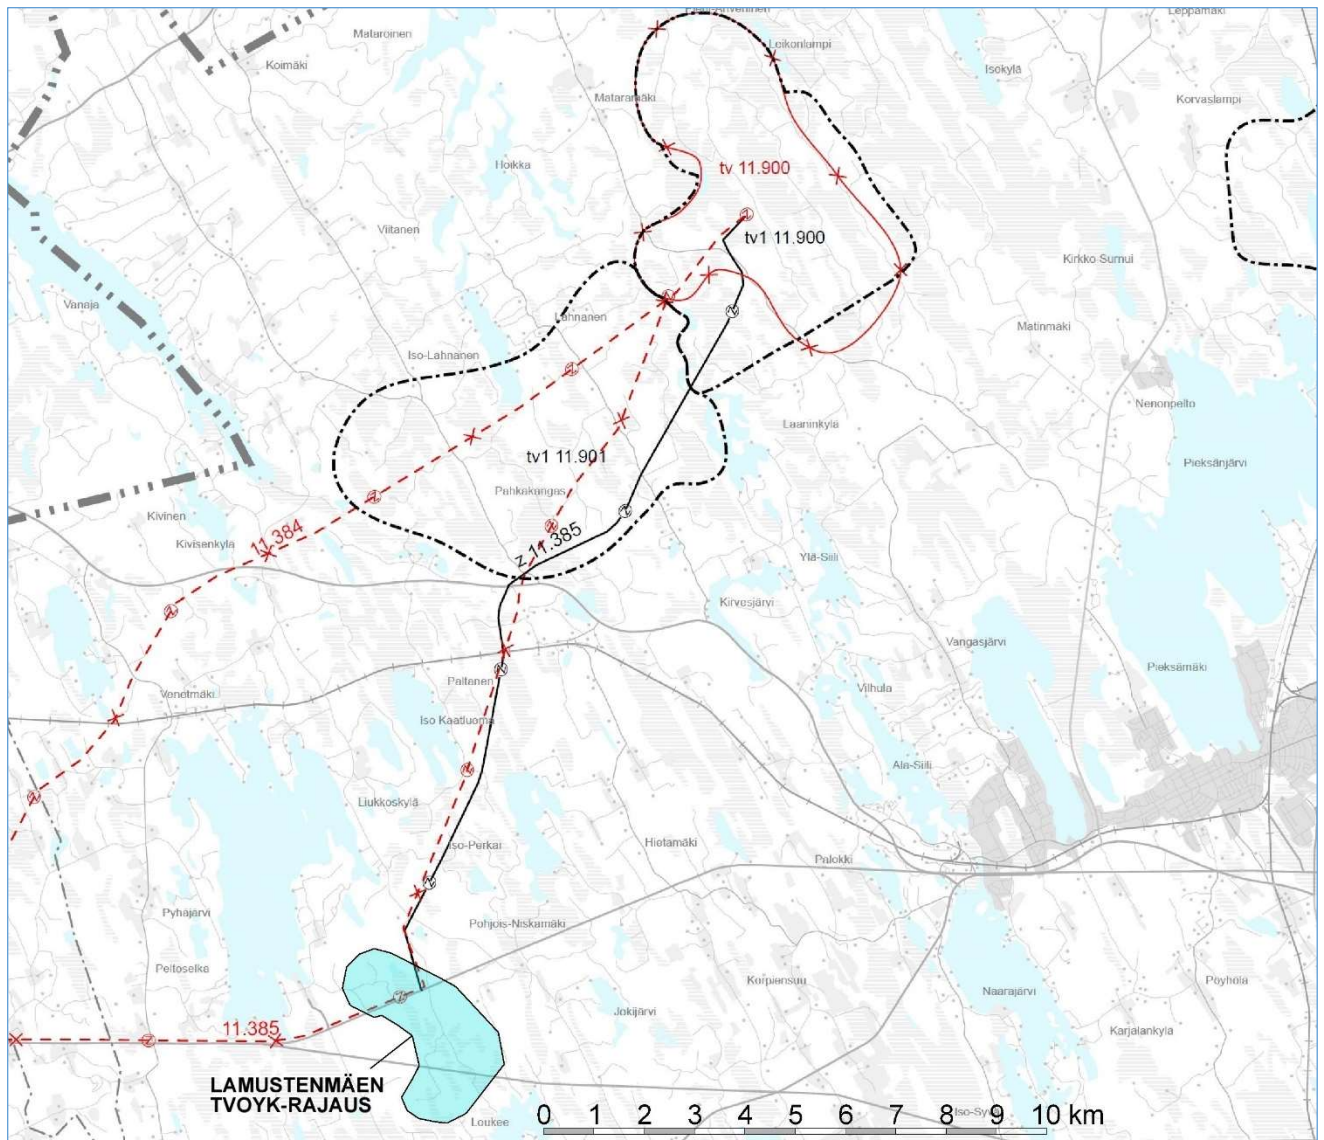 Leppämäki
Mataroinen
Leikonlampi
Koimäki
Isokylä
Mataramäki
Korvaslampi
Hoikka
tv 11.900
Viitanen
tv1 11.900
Kirkko Surnui
Vanaja
Lahnanen
Matinmäki
Iso-Lahnanen
Nenonpelto
Laaninkylä
tv1 11.901
Pieksänjärvi
Pahkakangas
Kivinen
Kivisenkylä
11.384
z 11.385
Ylä-Siili
Kirvesjärvi
Vangasjärvi
Pieksämäki
Venetmäki
Paltanen
Vilhula
Iso Kaatluoma
Ala-Siili
Liukkoskylä
Iso-Perkai
Hietamäki
Palokki
Pyhäjärvi
Pohjois-Niskamäki
Peltoselkä
Korpiansuu
Pöyhölä
Naarajärvi
Jokijärvi
11.385
Karjalankylä
LAMUSTENMÄEN
TVOYK-RAJAUS
Loukee
0 1 2 3 4 5 6 7 8 9 10 km